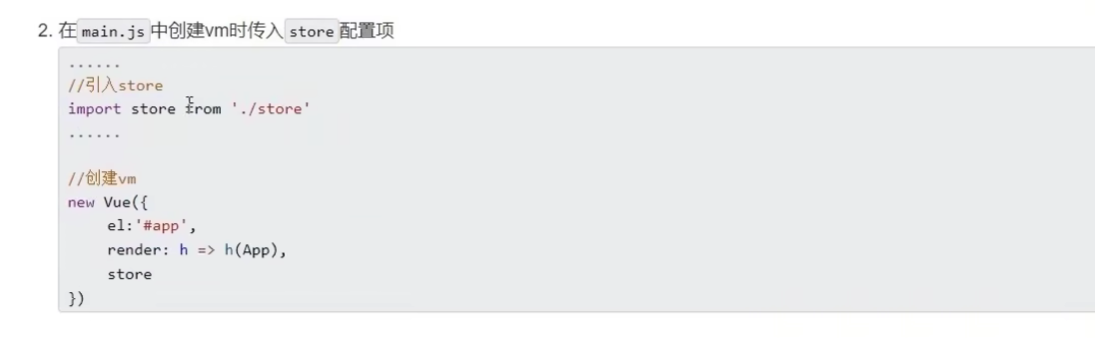 2. 在 main.js 中创建vm时传入 store 配置项
......
//引入store
import store from './store'
......
//创建vm
new Vue({
    el:'#app',
    render: h => h(App),
    store
})